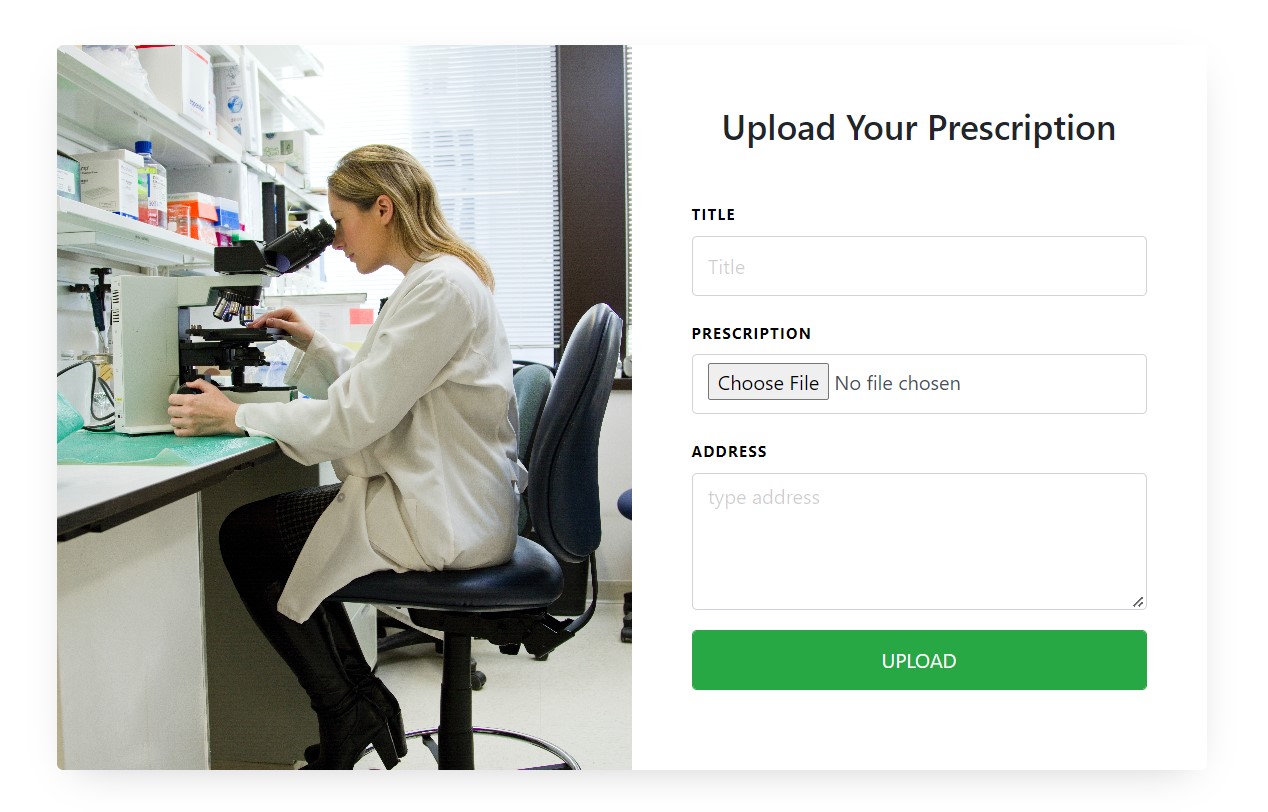 Upload Your Prescription
TITLE
Title
PRESCRIPTION
Choose File No file chosen
ADDRESS
type address
UPLOAD